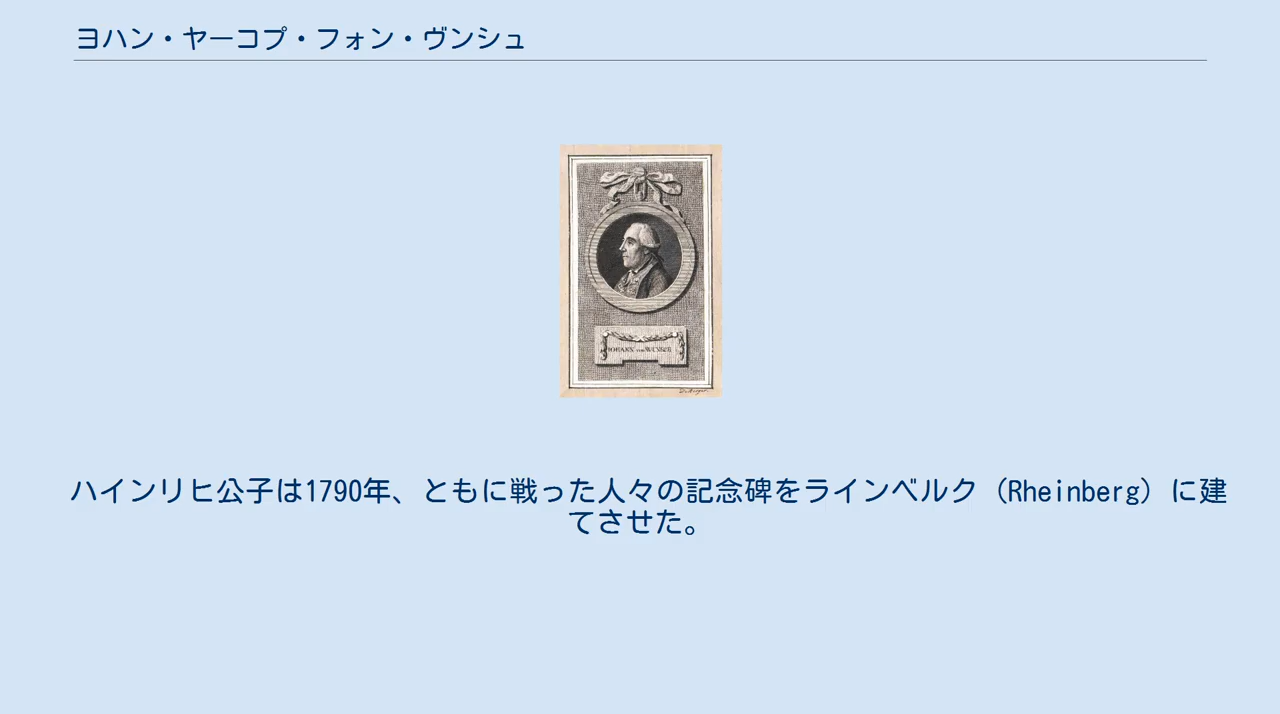 ヨハン・ヤーコプ・フォン・ヴンシュ
ハインリヒ公子は1790年、ともに戦った人々の記念碑をラインベルク（Rheinberg）に建
てさせた。